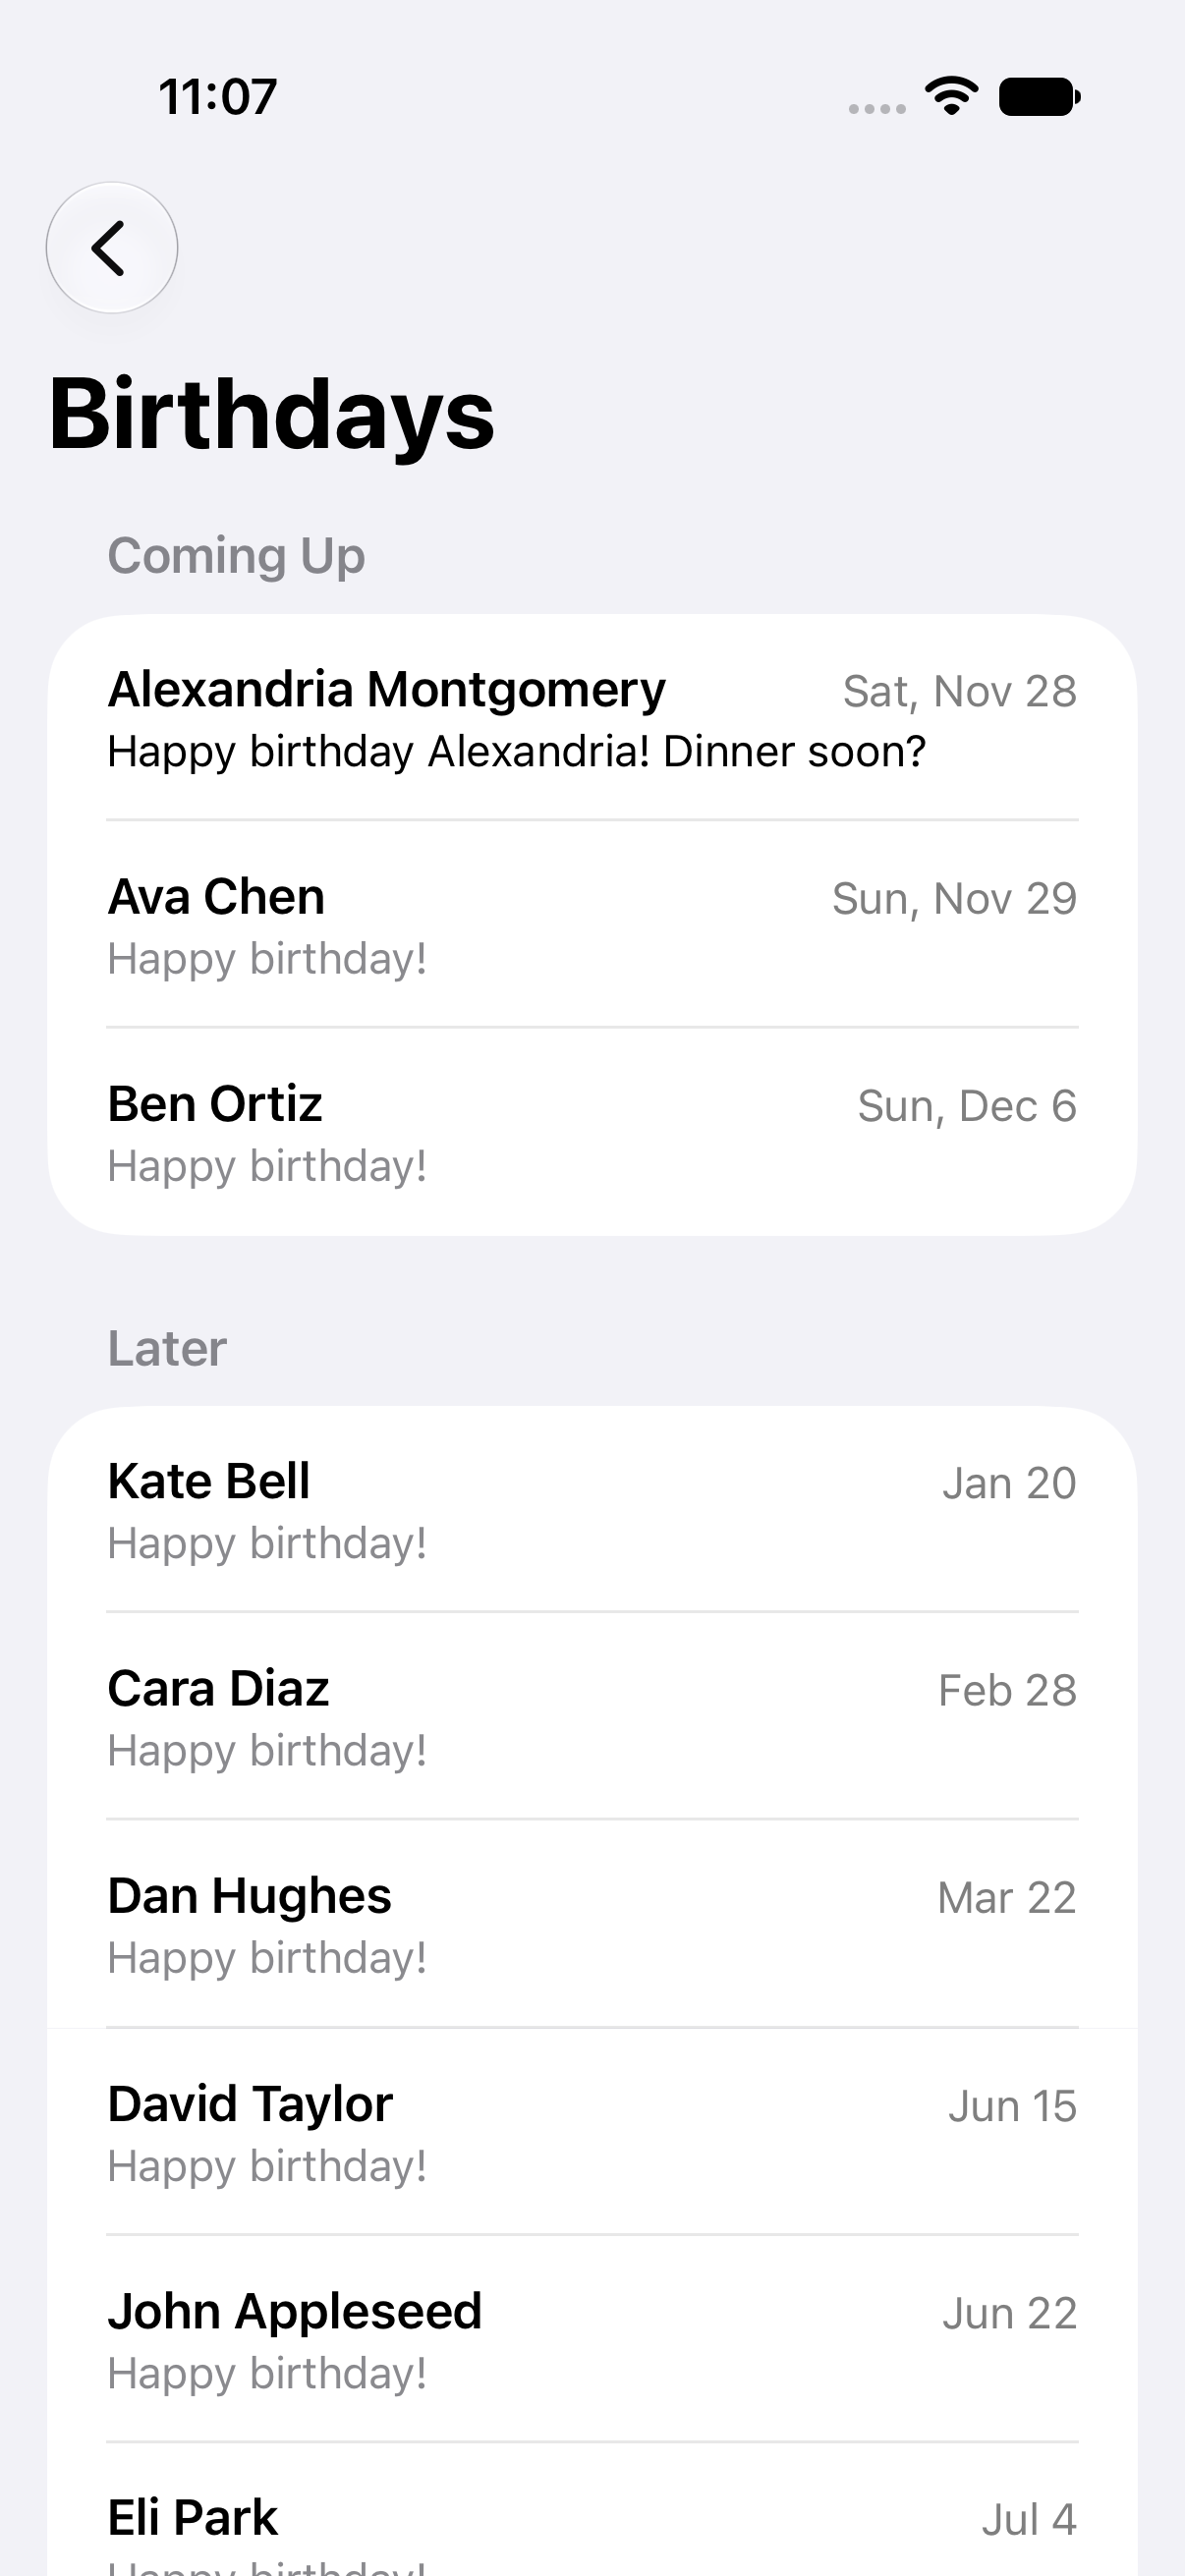 11:07
Birthdays
Coming Up
Alexandria Montgomery Sat, Nov 28
Happy birthday Alexandria! Dinner soon?
Ava Chen Sun, Nov 29
Happy birthday!
Ben Ortiz Sun, Dec 6
Happy birthday!
Later
Kate Bell Jan 20
Happy birthday!
Cara Diaz Feb 28
Happy birthday!
Dan Hughes Mar 22
Happy birthday!
David Taylor Jun 15
Happy birthday!
John Appleseed Jun 22
Happy birthday!
Eli Park Jul 4
Happy birthday!